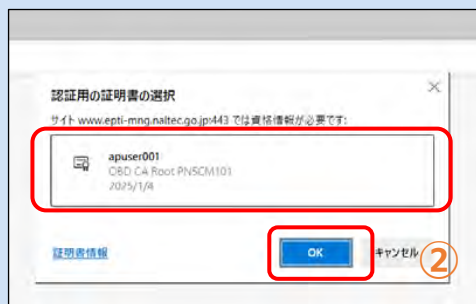 認証用の証明書の選択
サイト www.epti-mng.naltec.go.jp:443 では資格情報が必要です:
apuser001
OBD CA Root PNSCM101
2025/1/4
証明書情報
OK
キャンセル
②